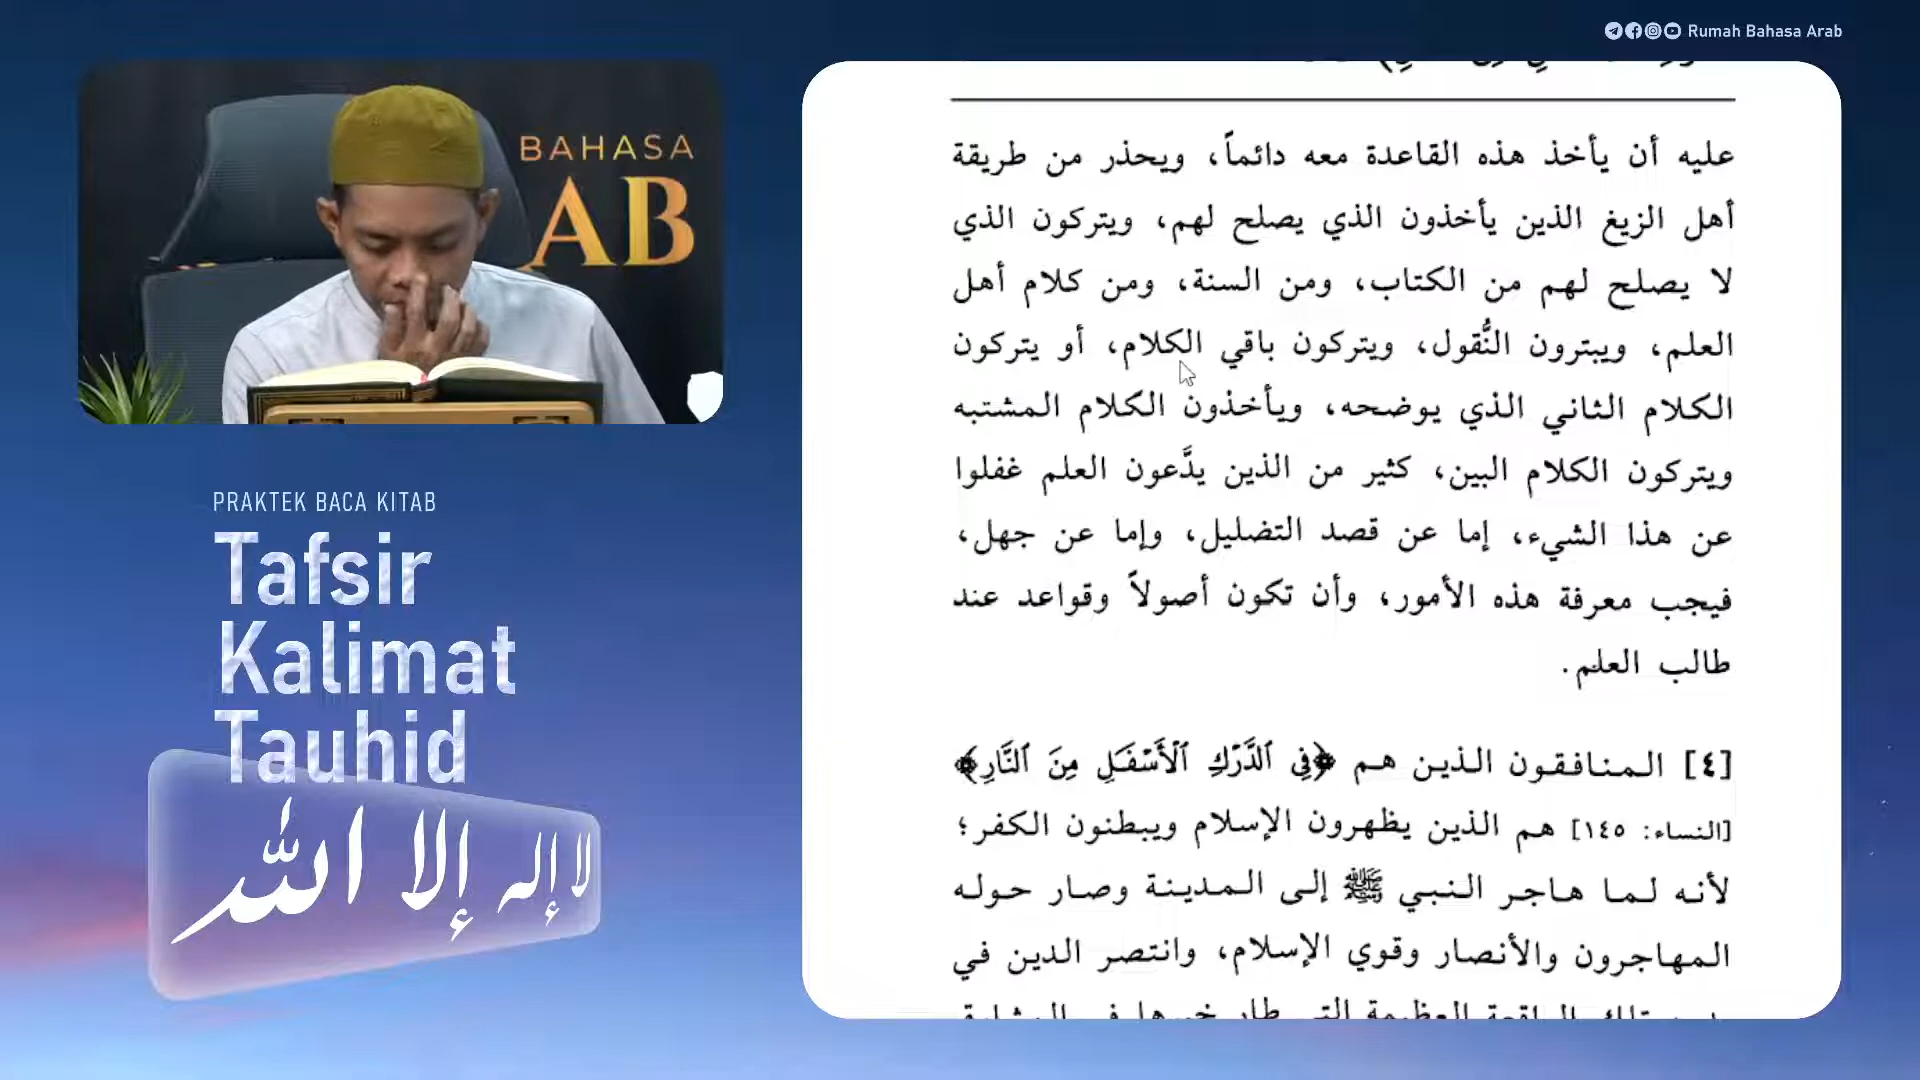 Rumah Bahasa Arab
BAHASA
AB
PRAKTEK BACA KITAB
Tafsir
Kalimat
Tauhid
لا إله إلا الله
عليه أن يأخذ هذه القاعدة معه دائماً، ويحذر من طريقة
أهل الزيغ الذين يأخذون الذي يصلح لهم، ويتركون الذي
لا يصلح لهم من الكتاب، ومن السنة، ومن كلام أهل
العلم، ويبترون النُّقول، ويتركون باقي الكلام، أو يتركون
الكلام الثاني الذي يوضحه، ويأخذون الكلام المشتبه
ويتركون الكلام البين، كثير من الذين يدَّعون العلم غفلوا
عن هذا الشيء، إما عن قصد التضليل، وإما عن جهل،
فيجب معرفة هذه الأمور، وأن تكون أصولاً وقواعد عند
طالب العلم.
[٤] المنافقون الذين هم ﴿فِي ٱلدَّرۡكِ ٱلۡأَسۡفَلِ مِنَ ٱلنَّارِ﴾
[النساء: ١٤٥] هم الذين يظهرون الإسلام ويبطنون الكفر؛
لأنه لما هاجر النبي ﷺ إلى المدينة وصار حوله
المهاجرون والأنصار وقوي الإسلام، وانتصر الدين في